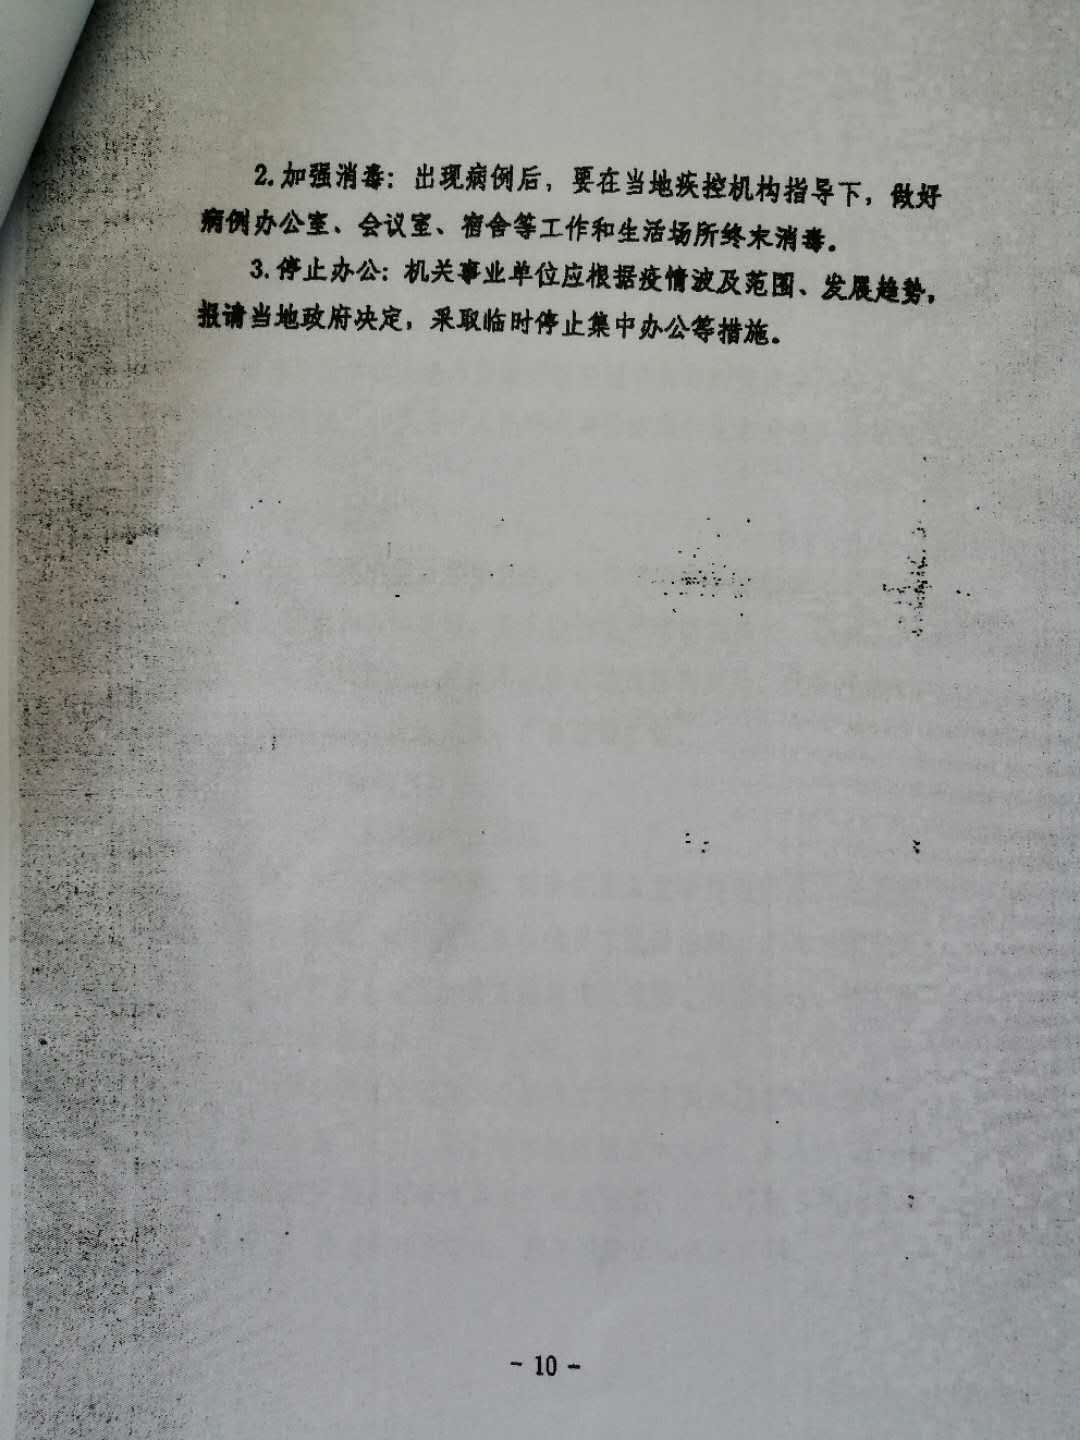 2.加强消毒：出现病例后，要在当地疾控机构指导下，做好
病例办公室、会议室、宿舍等工作和生活场所终末消毒。
3.停止办公：机关事业单位应根据疫情波及范围、发展趋势，
报请当地政府决定，采取临时停止集中办公等措施。
- 10 -